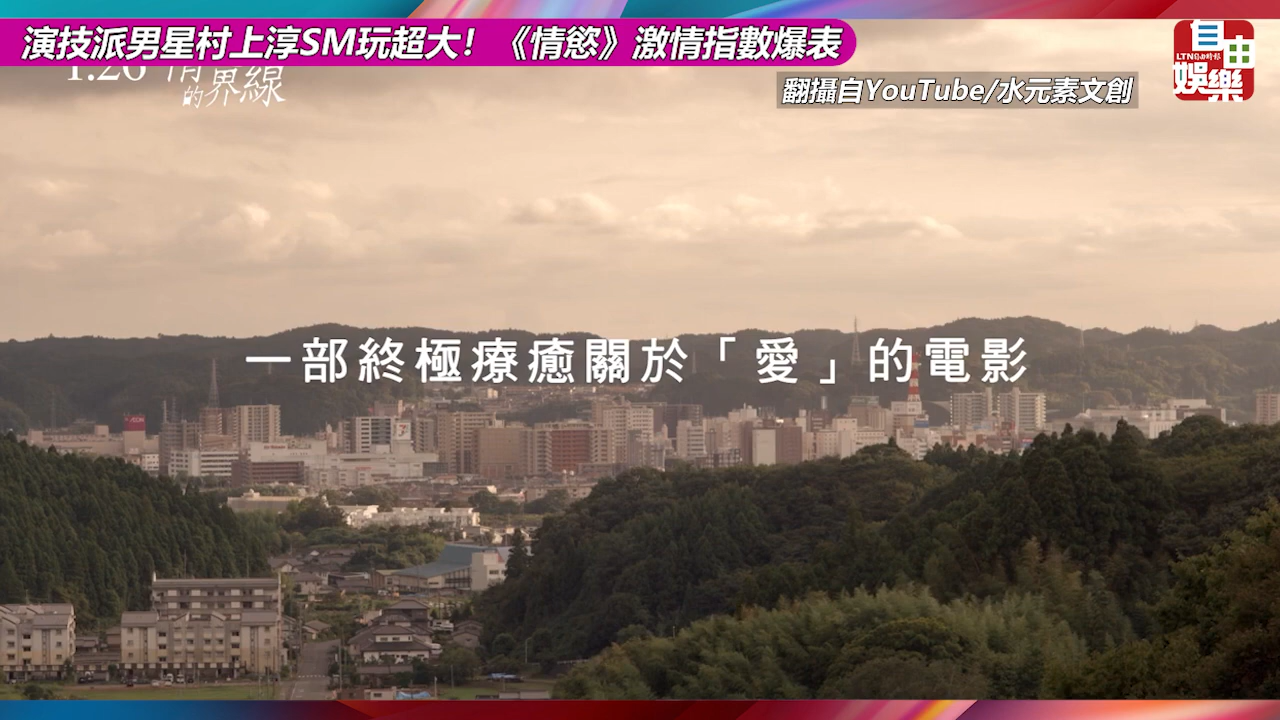 演技派男星村上淳SM玩超大！《情慾》激情指數爆表
1.26 情
的界線
翻攝自YouTube/水元素文創
自由
LTN自由時報
娛樂
一部終極療癒關於「愛」的電影